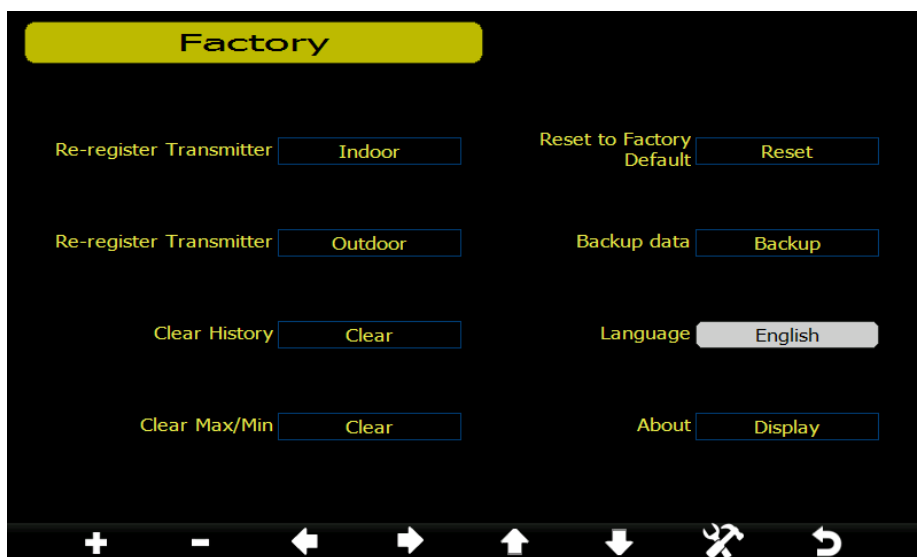 Factory
Re-register Transmitter Indoor
Reset to Factory Default Reset
Re-register Transmitter Outdoor
Backup data Backup
Clear History Clear
Language English
Clear Max/Min Clear
About Display